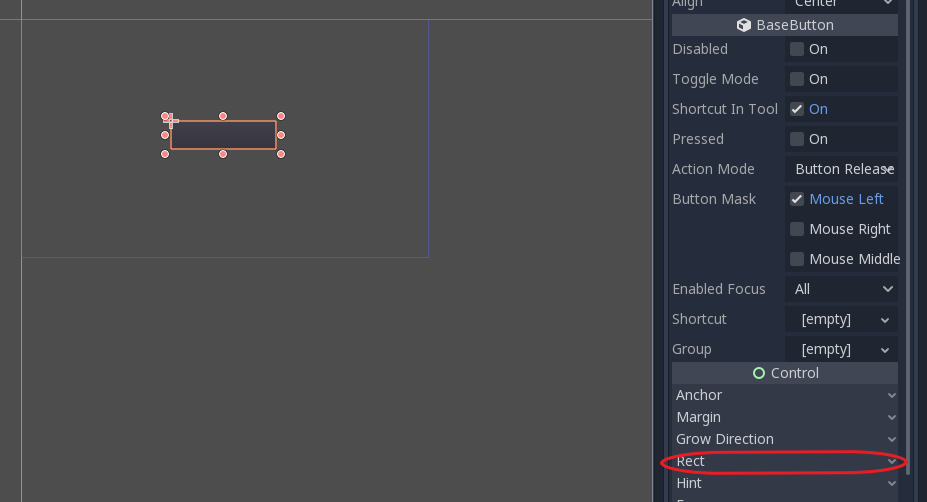 Align Center
BaseButton
Disabled On
Toggle Mode On
Shortcut In Tool On
Pressed On
Action Mode Button Release
Button Mask Mouse Left
Mouse Right
Mouse Middle
Enabled Focus All
Shortcut [empty]
Group [empty]
Control
Anchor
Margin
Grow Direction
Rect
Hint